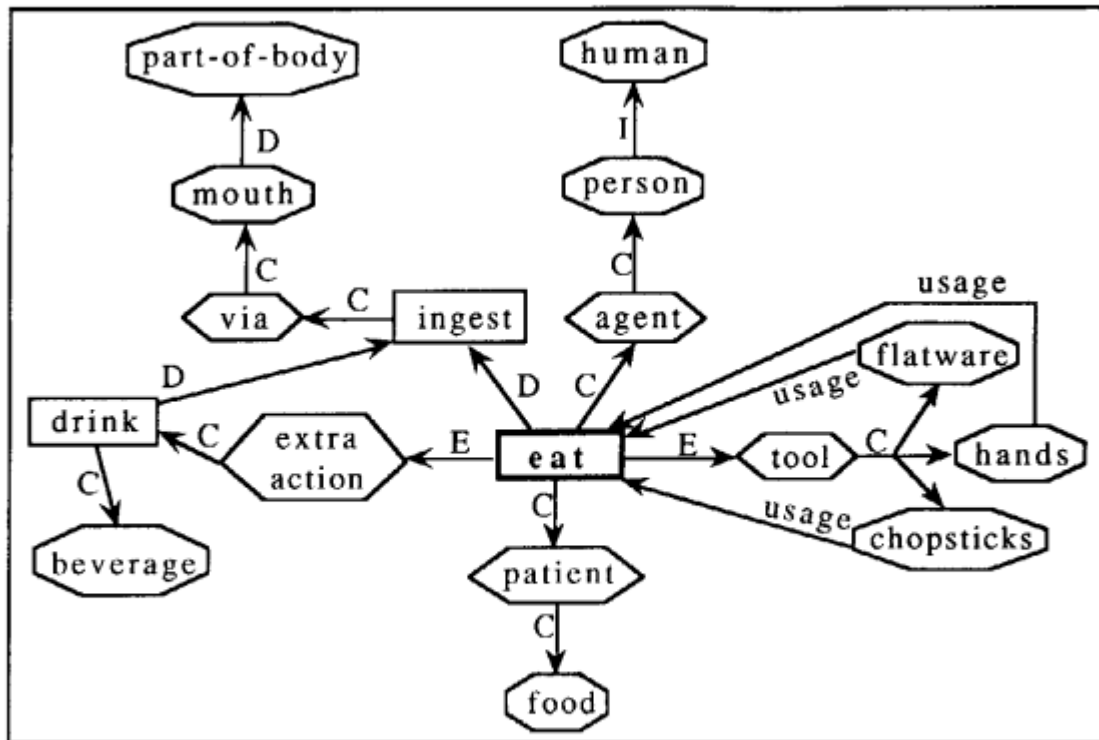 part-of-body
human
D
I
mouth
person
C
C
usage
via
C
ingest
agent
flatware
D
D
C
usage
drink
C
extra
action
E
eat
E
tool
C
hands
C
C
usage
beverage
patient
chopsticks
C
food